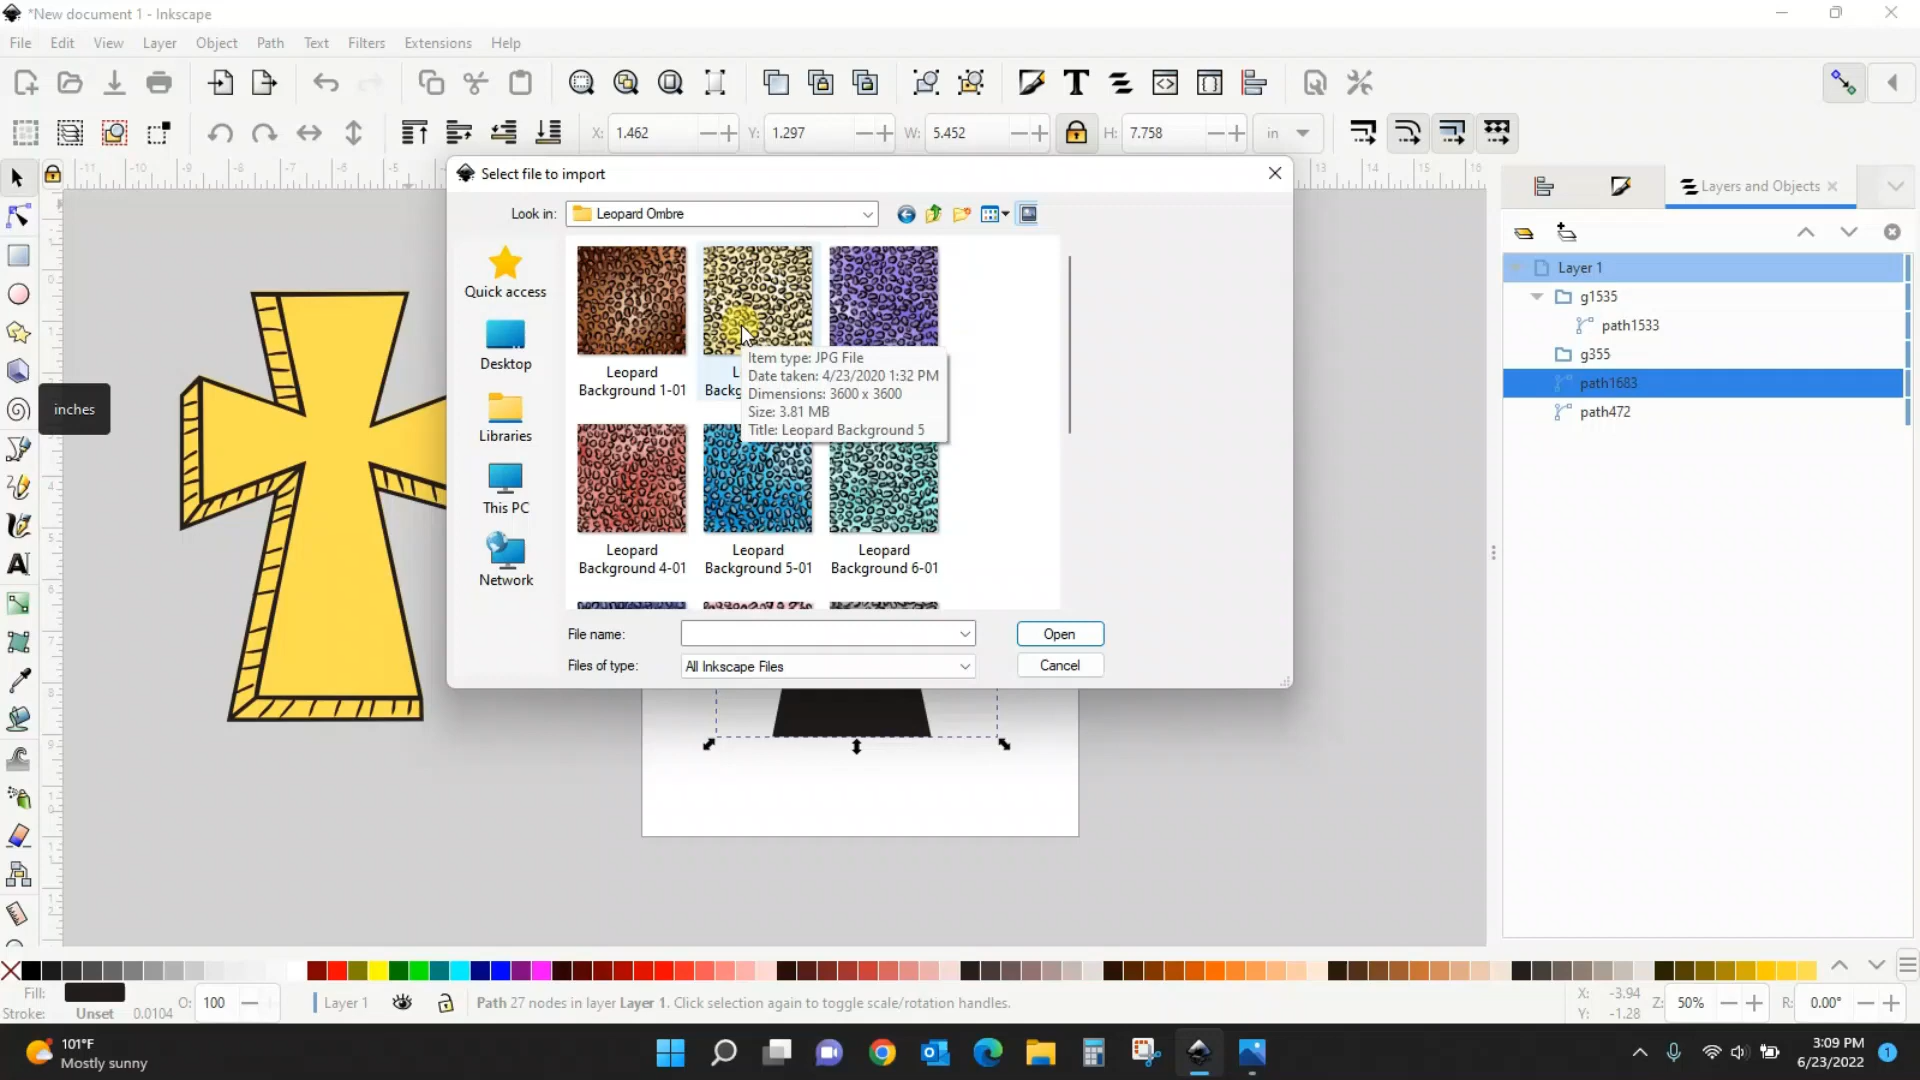 *New document 1 - Inkscape
File Edit View Layer Object Path Text Filters Extensions Help
X: 1.462 Y: 1.297 W: 5.452 H: 7.758 in
Select file to import
Look in: Leopard Ombre
Quick access
Desktop
Libraries
This PC
Network
Leopard
Background 1-01
Item type: JPG File
Date taken: 4/23/2020 1:32 PM
Dimensions: 3600 x 3600
Size: 3.81 MB
Title: Leopard Background 5
Leopard
Background 4-01
Leopard
Background 5-01
Leopard
Background 6-01
File name:
Open
Files of type: All Inkscape Files
Cancel
inches
Layers and Objects
Layer 1
g1535
path1533
g355
path1683
path472
Fill:
Stroke: Unset 0.0104
O: 100
Layer 1
Path 27 nodes in layer Layer 1. Click selection again to toggle scale/rotation handles.
X: -3.94
Y: -1.28
Z: 50%
R: 0.00°
101°F
Mostly sunny
3:09 PM
6/23/2022
1